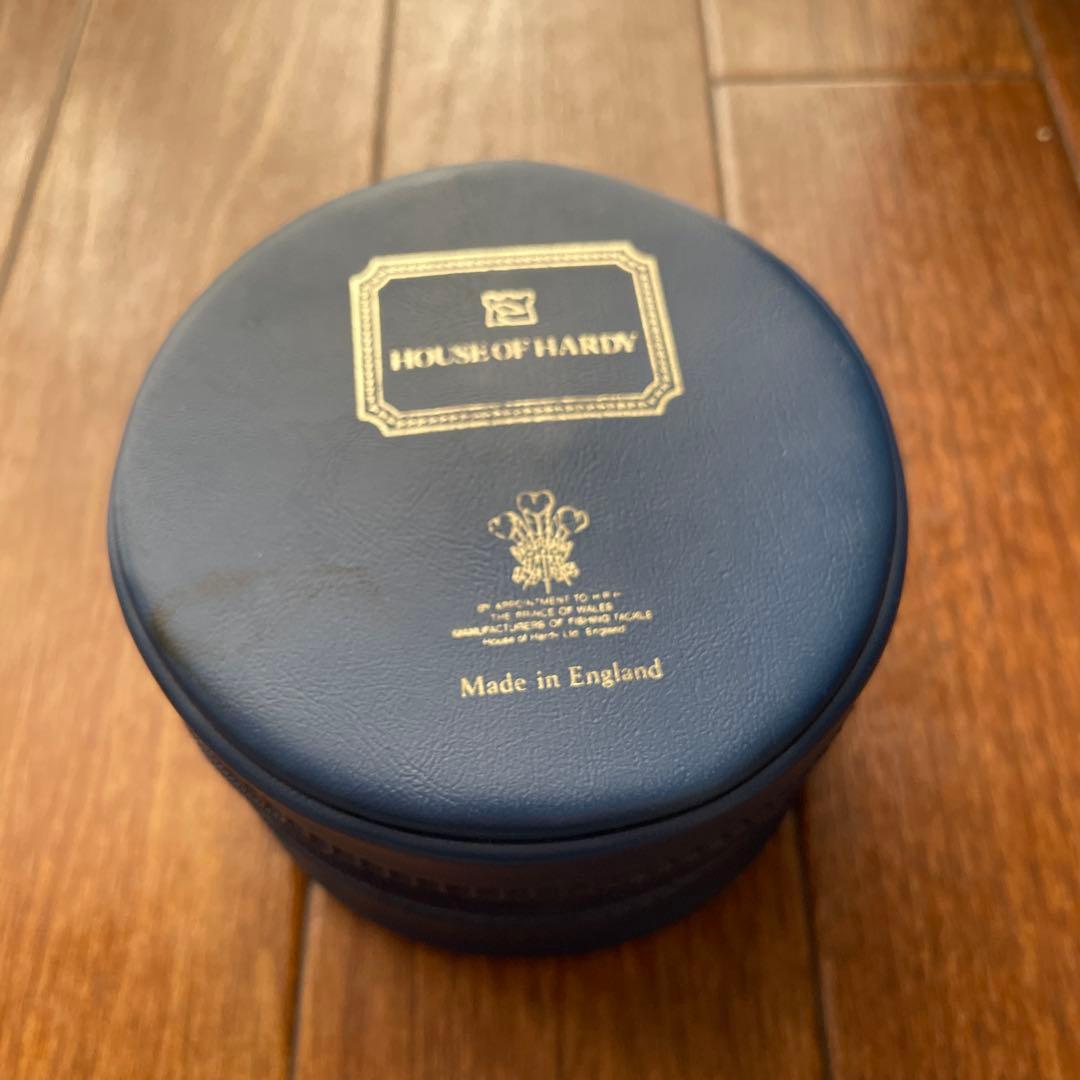 HOUSE OF HARDY
BY APPOINTMENT TO H R H
THE PRINCE OF WALES
MANUFACTURERS OF FISHING TACKLE
House of Hardy Ltd England
Made in England